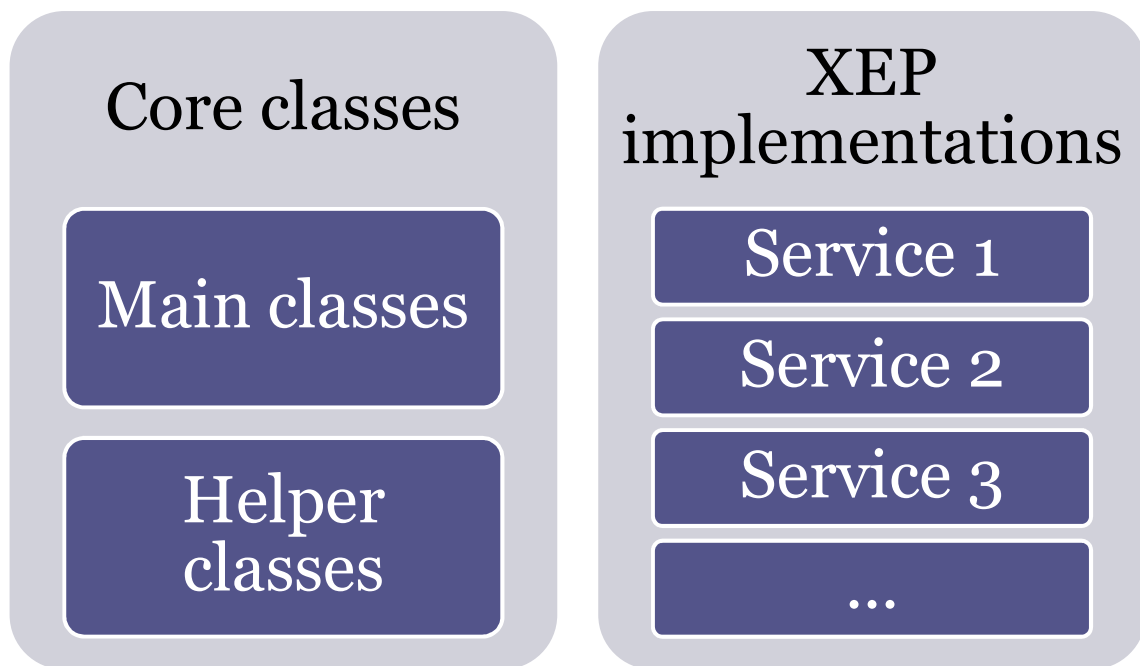 Core classes
Main classes
Helper
classes
XEP
implementations
Service 1
Service 2
Service 3
...